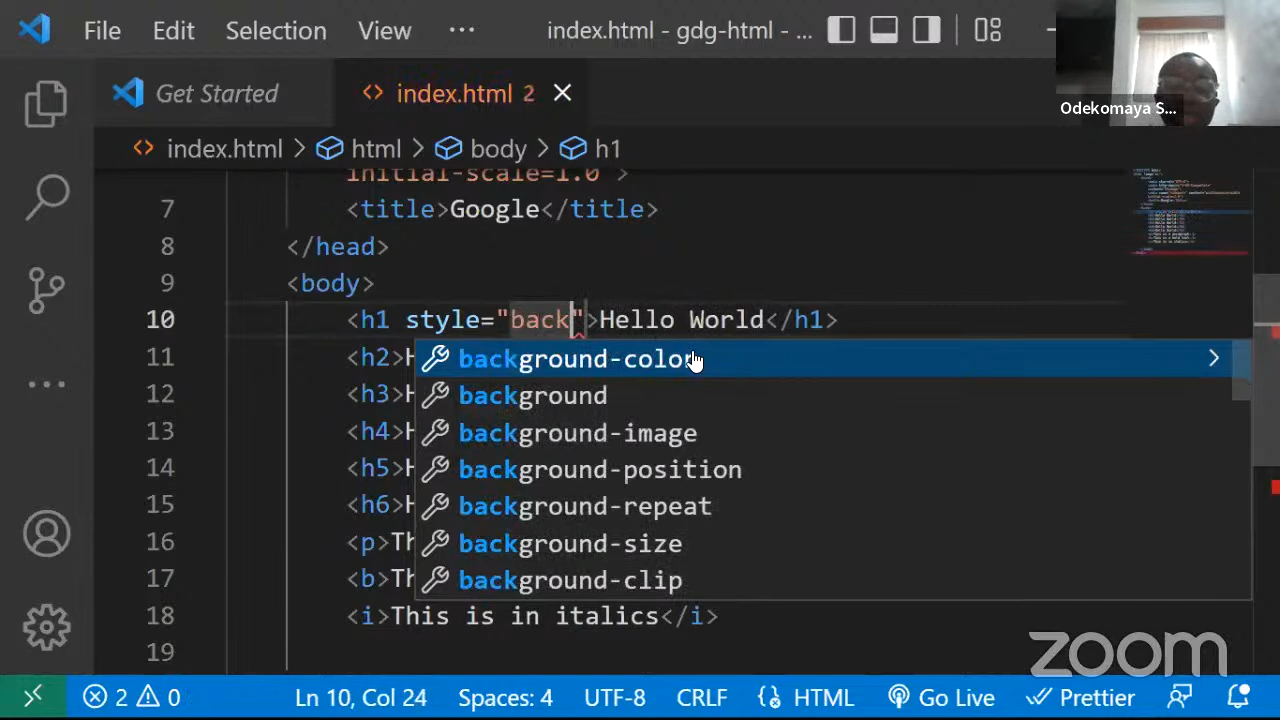 File Edit Selection View ··· index.html - gdg-html - ...
Odekomaya S...
Get Started index.html 2
index.html > html > body > h1
initial-scale=1.0">
7 <title>Google</title>
8 </head>
9 <body>
10 <h1 style="back">Hello World</h1>
11 <h2>H
background-color
12 <h3>H
background
13 <h4>H
background-image
14 <h5>H
background-position
15 <h6>H
background-repeat
16 <p>Th
background-size
17 <b>Th
background-clip
18 <i>This is in italics</i>
19
zoom
2 0 Ln 10, Col 24 Spaces: 4 UTF-8 CRLF HTML Go Live Prettier